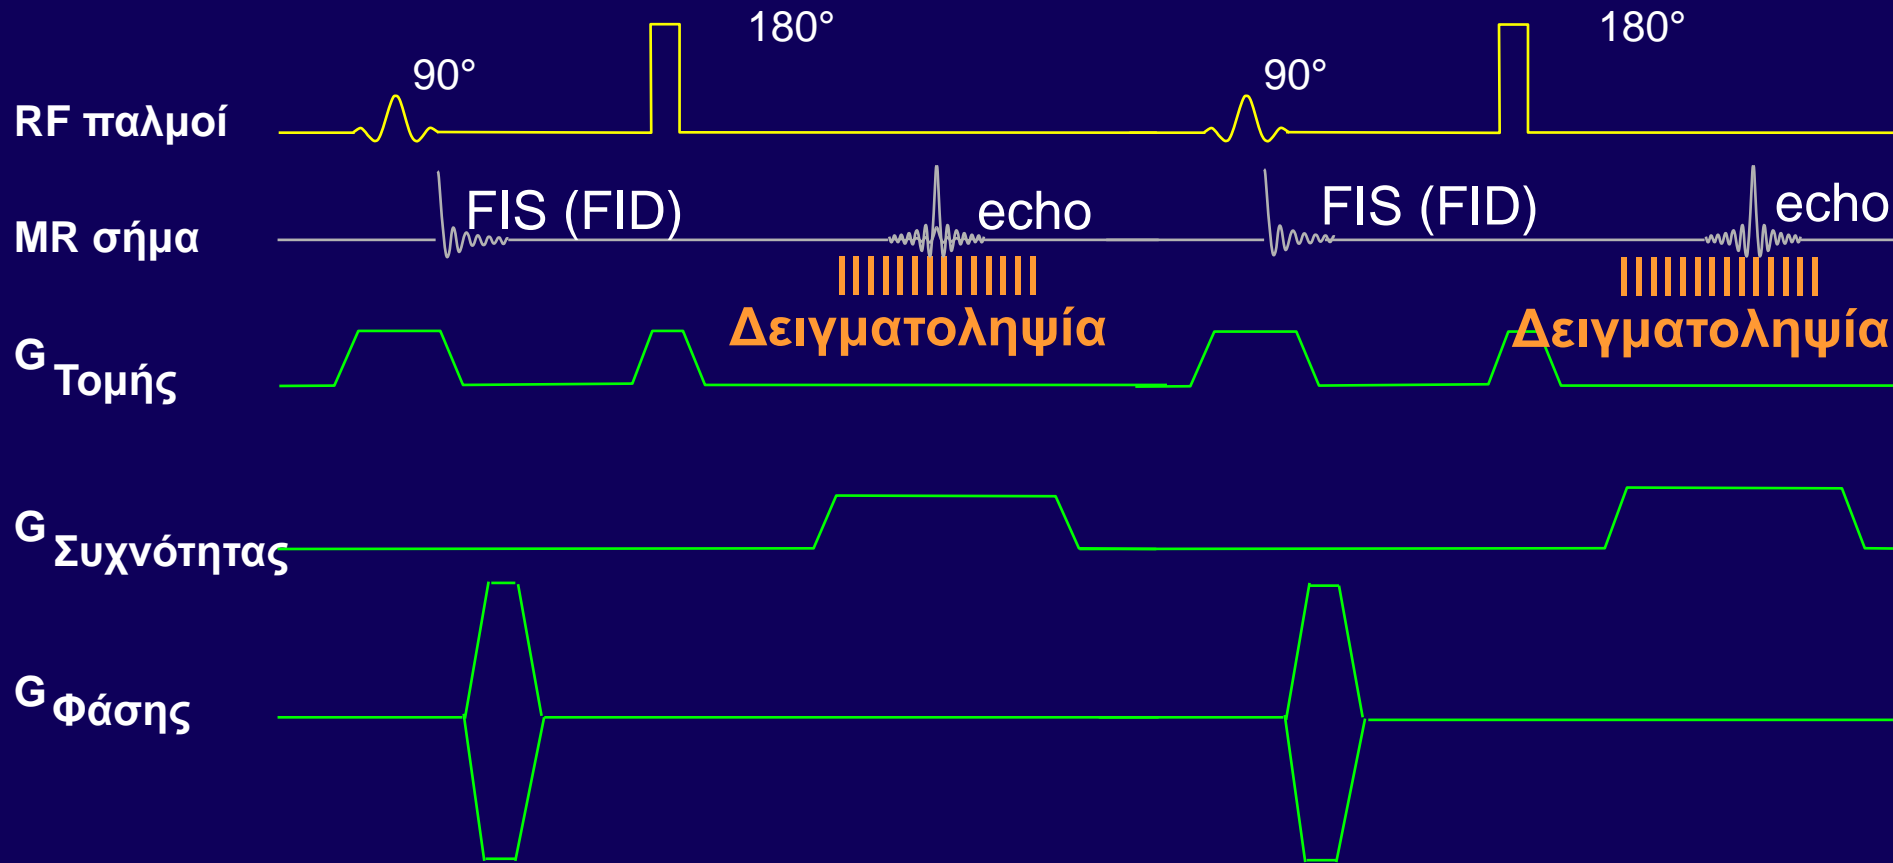 180°
180°
90°
90°
RF παλμοί
FIS (FID)
echo
FIS (FID)
echo
MR σήμα
Δειγματοληψία
Δειγματοληψία
G Τομής
G Συχνότητας
G Φάσης